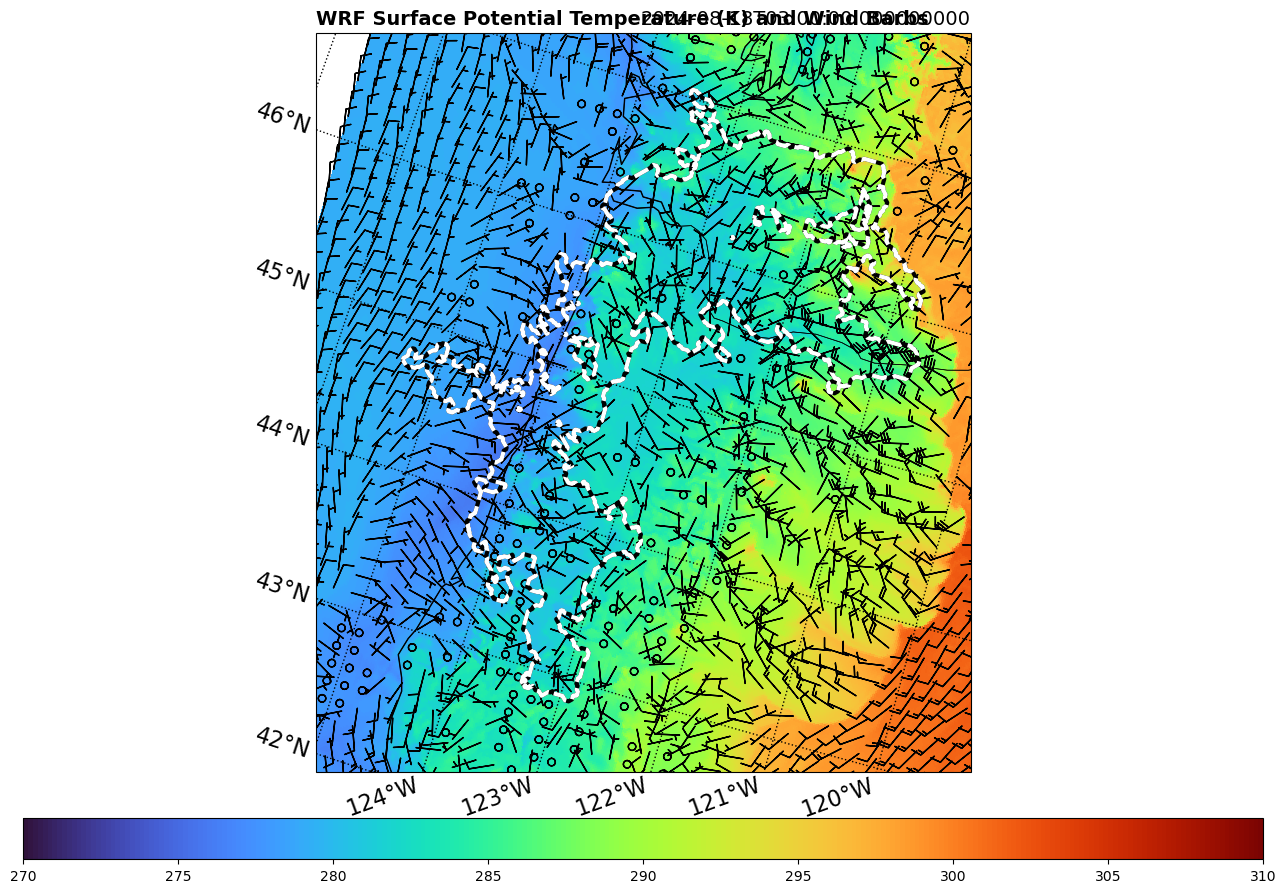 WRF Surface Potential Temperature (K) and Wind Barbs
2024-08-18T03:00:00.000000000
46°N
45°N
44°N
43°N
42°N
124°W 123°W 122°W 121°W 120°W
270 275 280 285 290 295 300 305 310